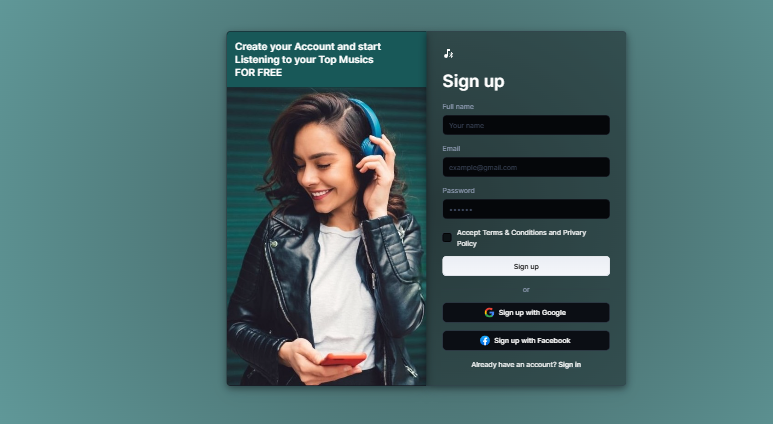 Create your Account and start
Listening to your Top Musics
FOR FREE
Sign up
Full name
Your name
Email
example@gmail.com
Password
Accept Terms & Conditions and Privacy
Policy
Sign up
or
Sign up with Google
Sign up with Facebook
Already have an account? Sign in